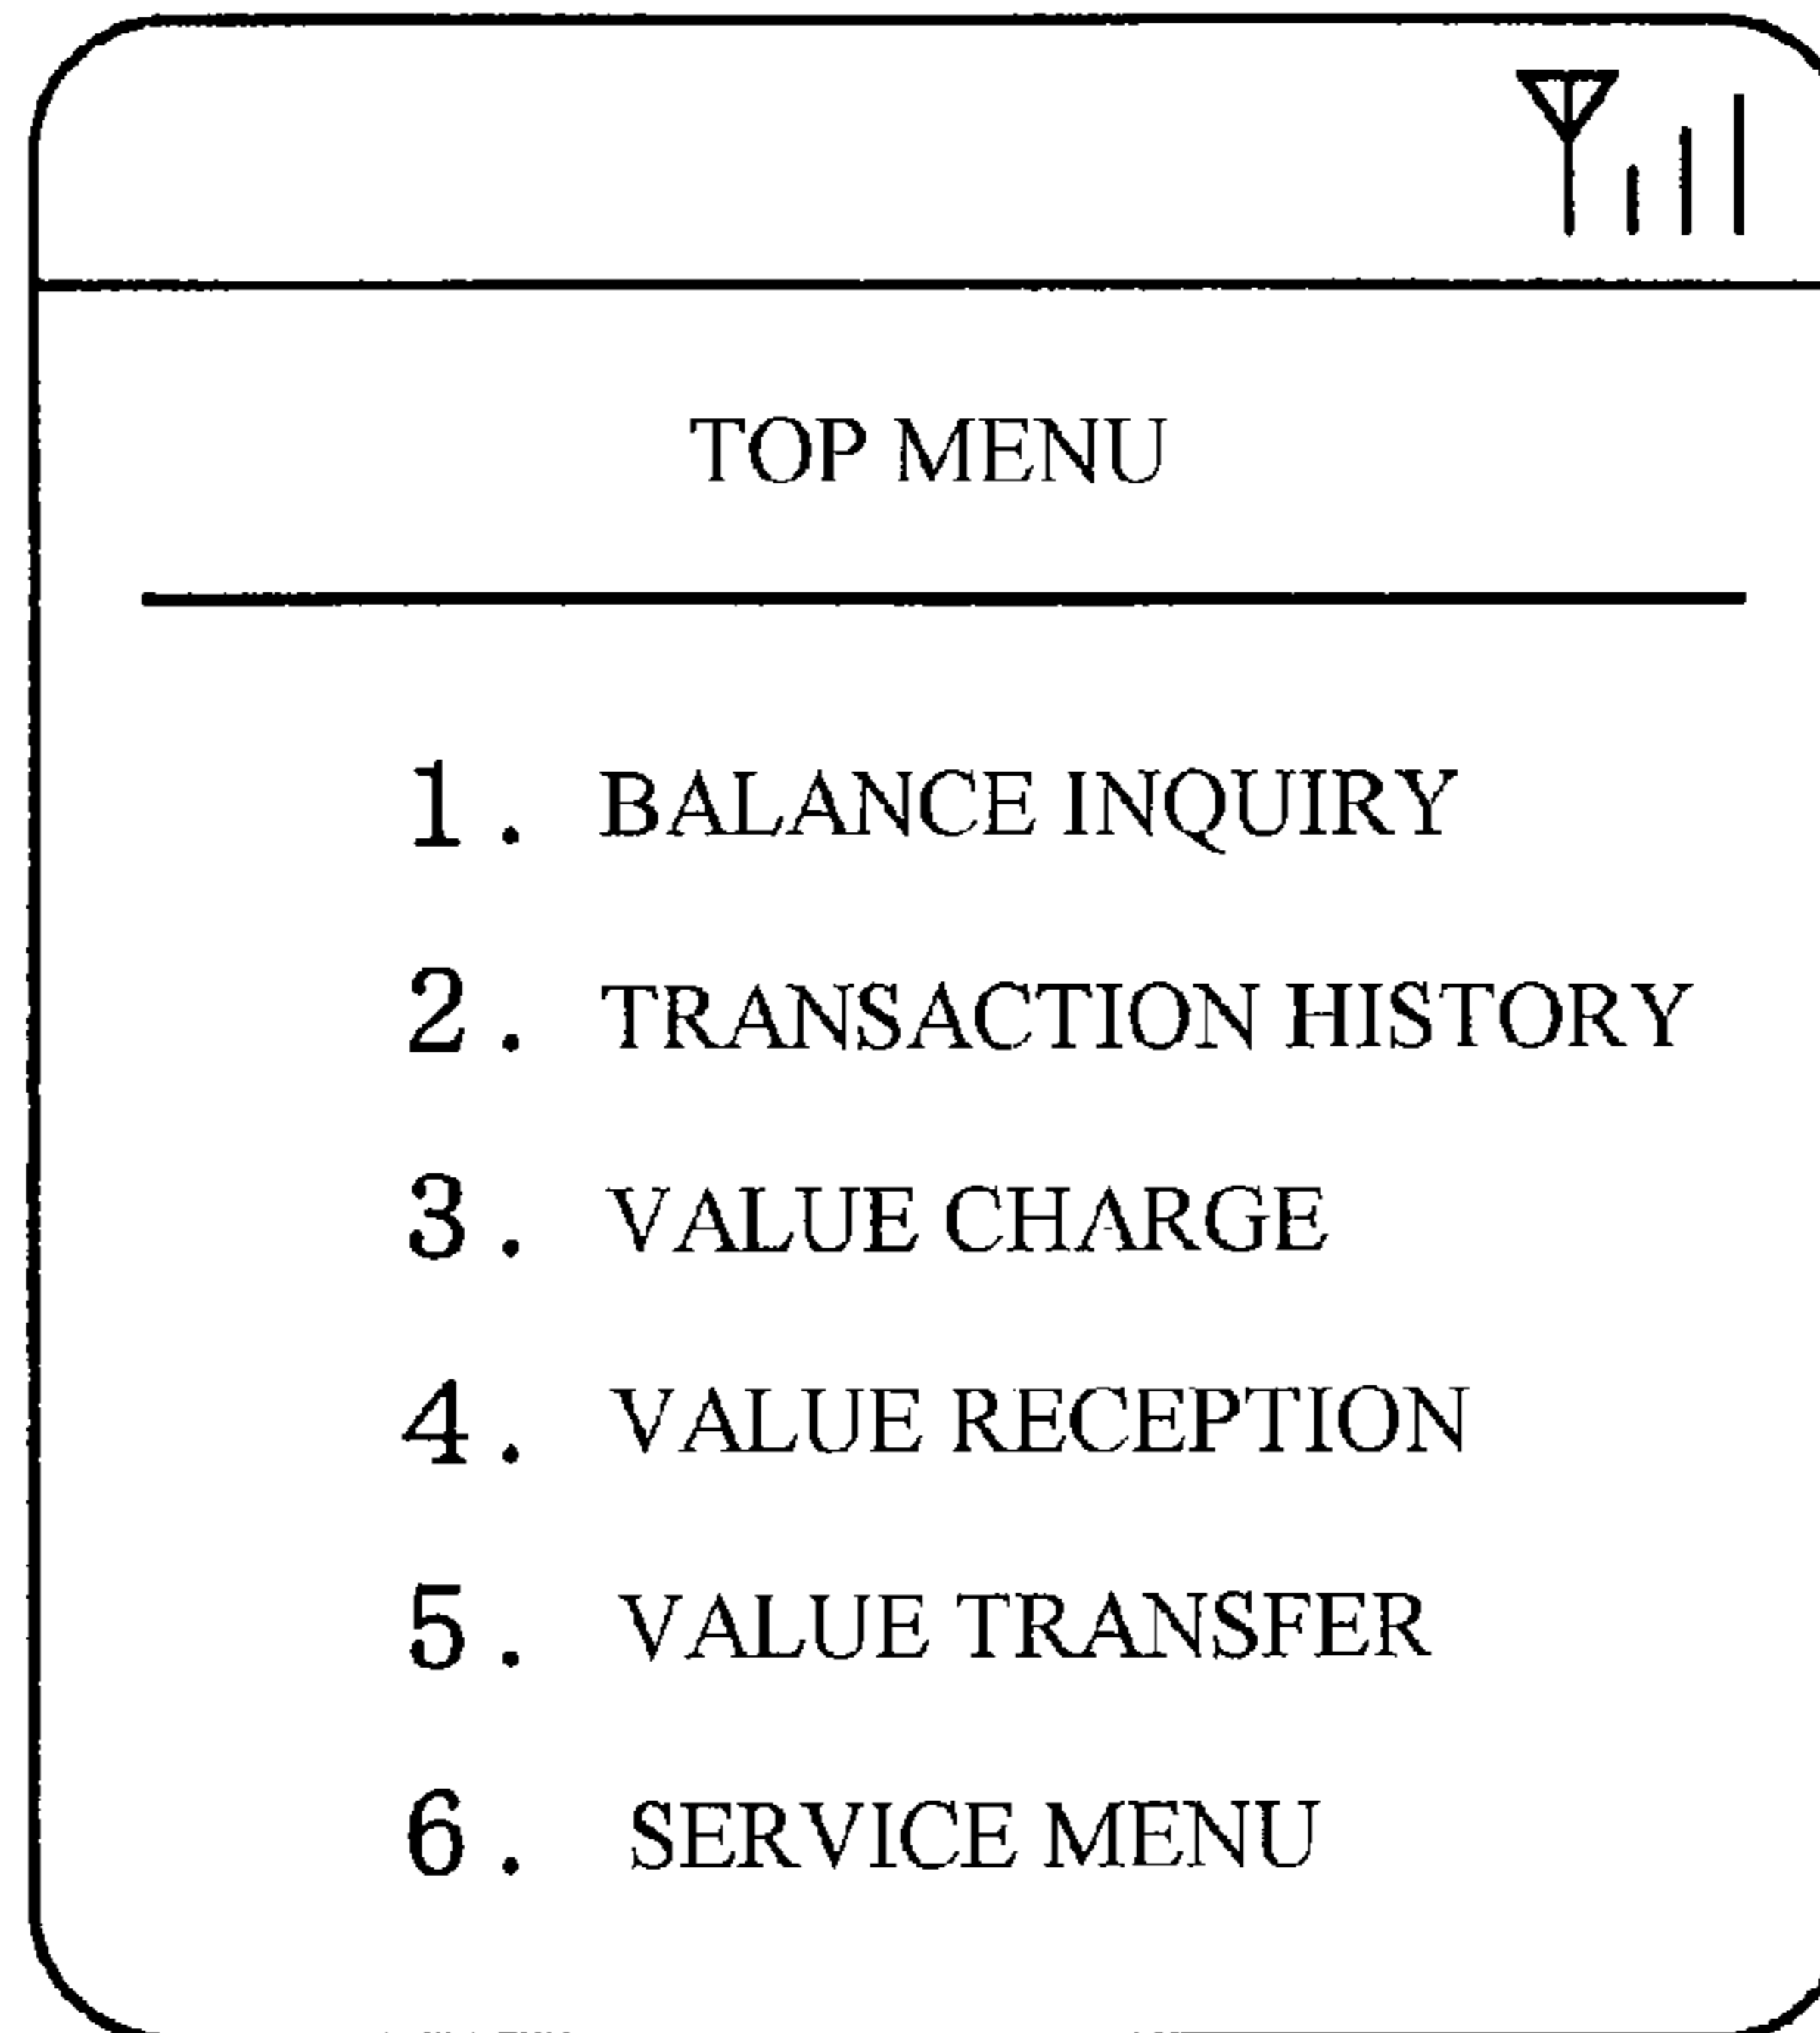 TOP MENU
1. BALANCE INQUIRY
2. TRANSACTION HISTORY
3. VALUE CHARGE
4. VALUE RECEPTION
5. VALUE TRANSFER
6. SERVICE MENU